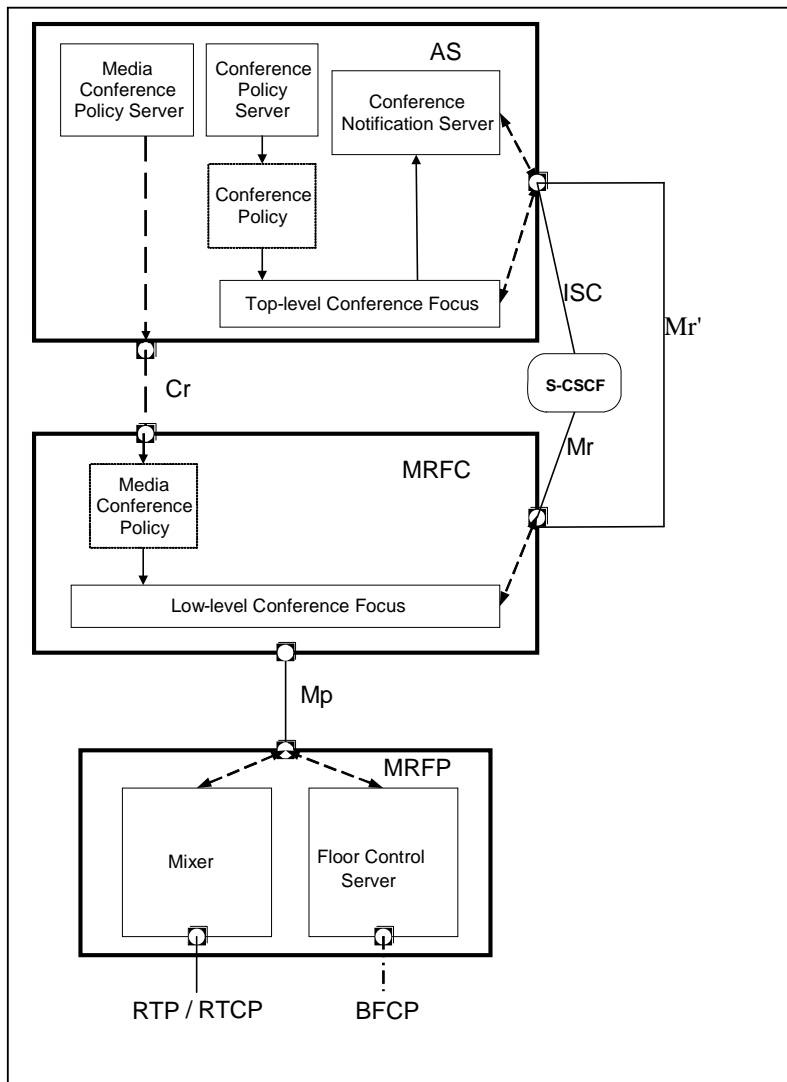 AS
Media
Conference
Policy Server
Conference
Policy
Server
Conference
Notification Server
Conference
Policy
Top-level Conference Focus
ISC
Mr'
S-CSCF
Cr
Mr
MRFC
Media
Conference
Policy
Low-level Conference Focus
Mp
MRFP
Mixer
Floor Control
Server
RTP / RTCP
BFCP